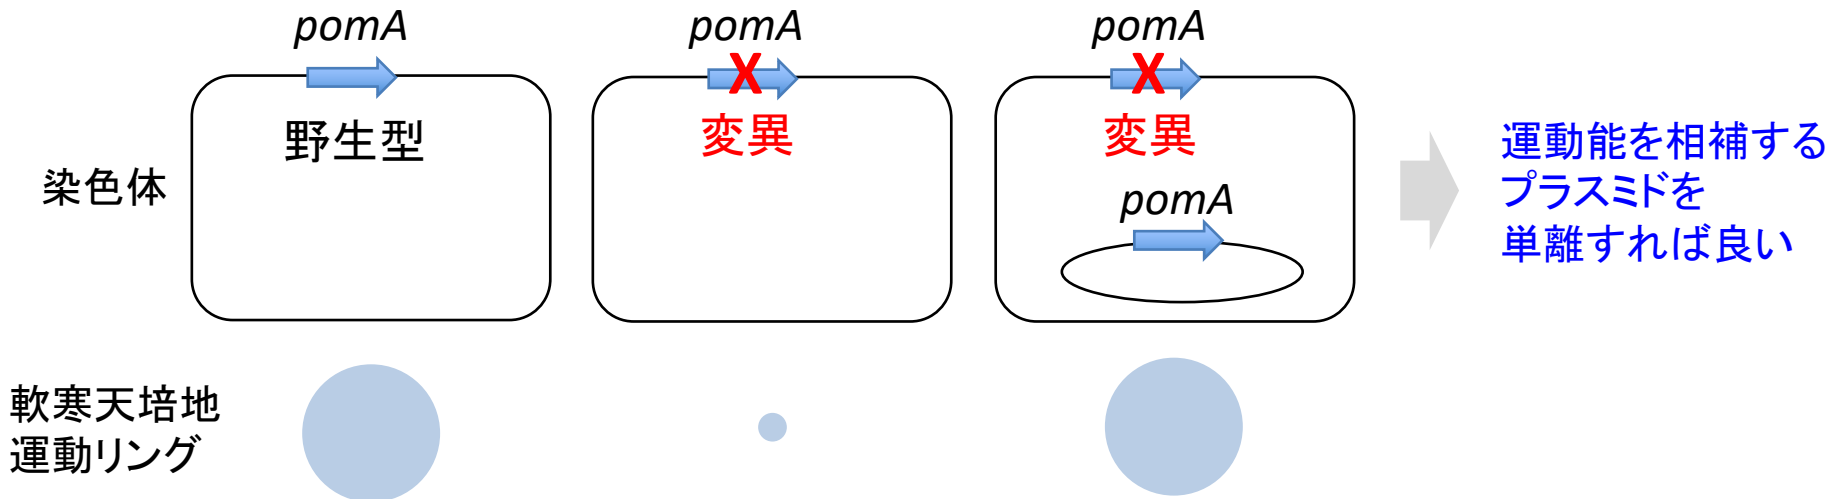 pomA
pomA
pomA
X
X
野生型
変異
変異
染色体
pomA
運動能を相補する
プラスミドを
単離すれば良い
軟寒天培地
運動リング